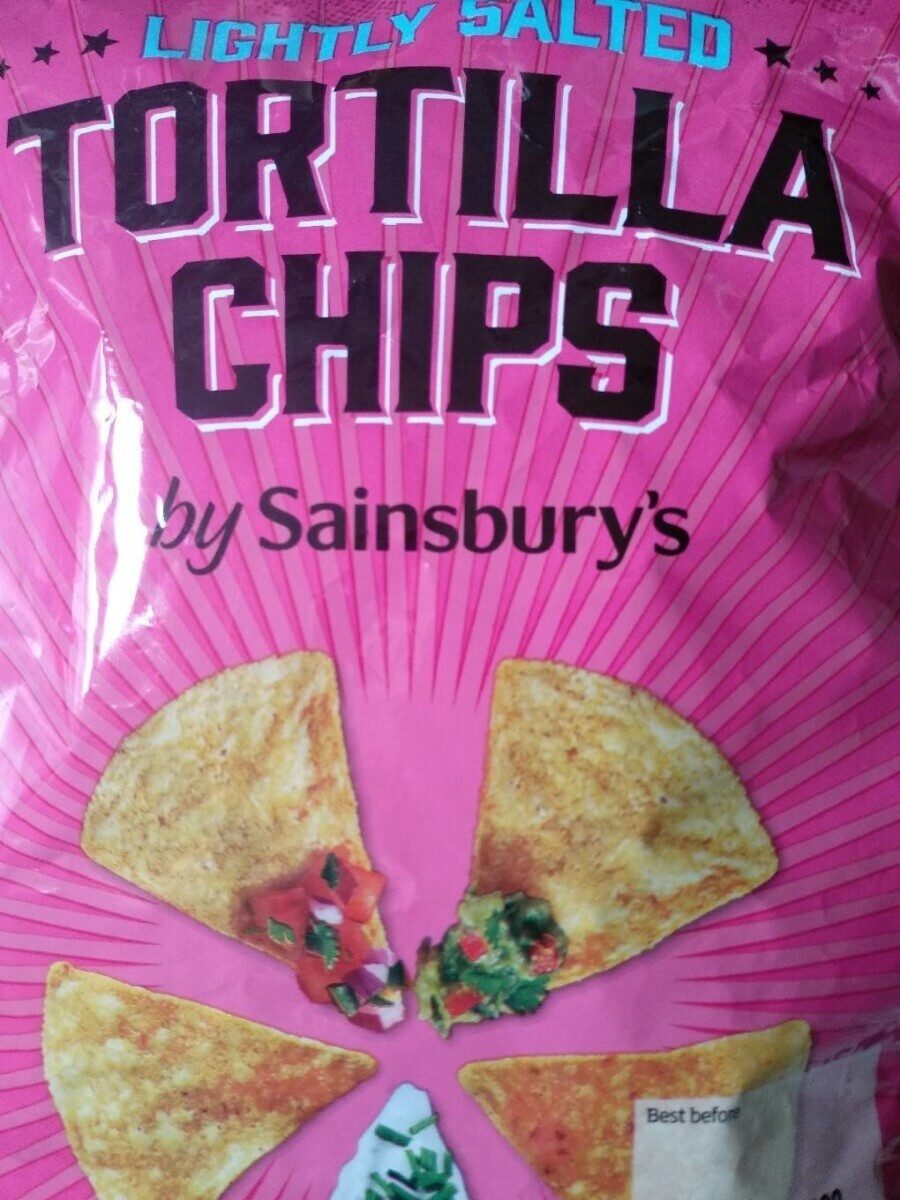 LIGHTLY SALTED
TORTILLA
CHIPS
by Sainsbury's
Best before